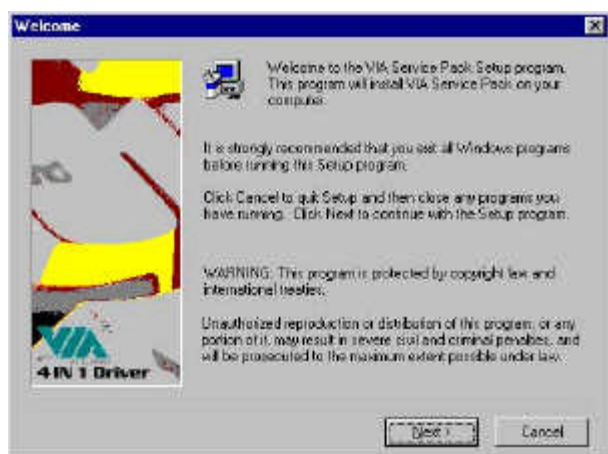 Welcome
Welcome to the VIA Service Pack Setup program.
This program will install VIA Service Pack on your
computer.
It is strongly recommended that you exit all Windows programs
before running this Setup program.
Click Cancel to quit Setup and then close any programs you
have running. Click Next to continue with the Setup program.
WARNING: This program is protected by copyright law and
international treaties.
Unauthorized reproduction or distribution of this program, or any
portion of it, may result in severe civil and criminal penalties, and
will be prosecuted to the maximum extent possible under law.
VIA
4 IN 1 Driver
Next >
Cancel